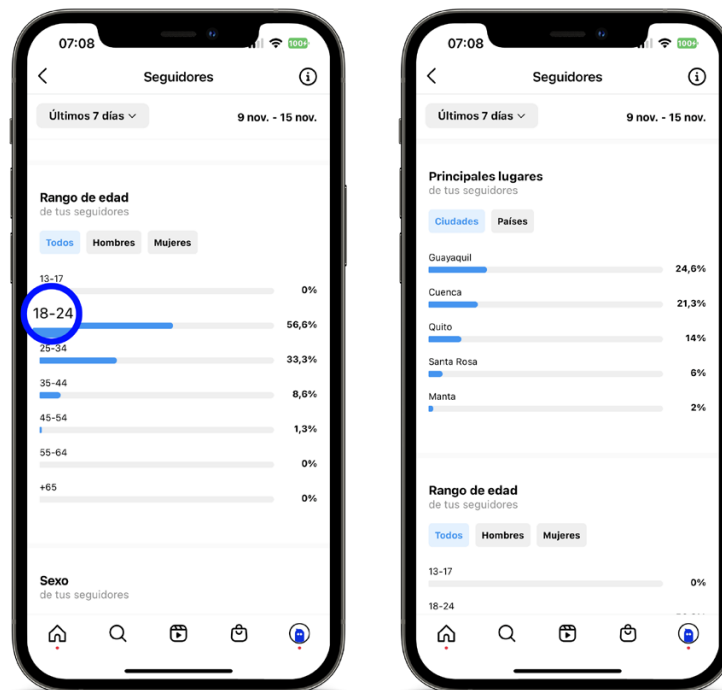 07:08
100+
Seguidores
Últimos 7 días
9 nov. - 15 nov.
Rango de edad
de tus seguidores
Todos Hombres Mujeres
13-17
0%
18-24
56,6%
25-34
33,3%
35-44
8,6%
45-54
1,3%
55-64
0%
+65
0%
Sexo
de tus seguidores
07:08
100+
Seguidores
Últimos 7 días
9 nov. - 15 nov.
Principales lugares
de tus seguidores
Ciudades Países
Guayaquil
24,6%
Cuenca
21,3%
Quito
14%
Santa Rosa
6%
Manta
2%
Rango de edad
de tus seguidores
Todos Hombres Mujeres
13-17
0%
18-24